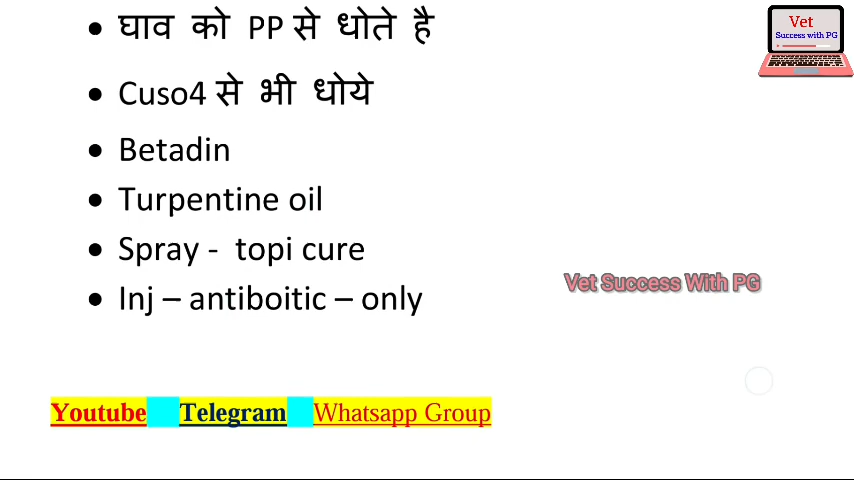 Vet
Success with PG
• घाव को PP से धोते है
• Cuso4 से भी धोये
• Betadin
• Turpentine oil
• Spray - topi cure
• Inj – antiboitic – only
Vet Success With PG
Youtube Telegram Whatsapp Group